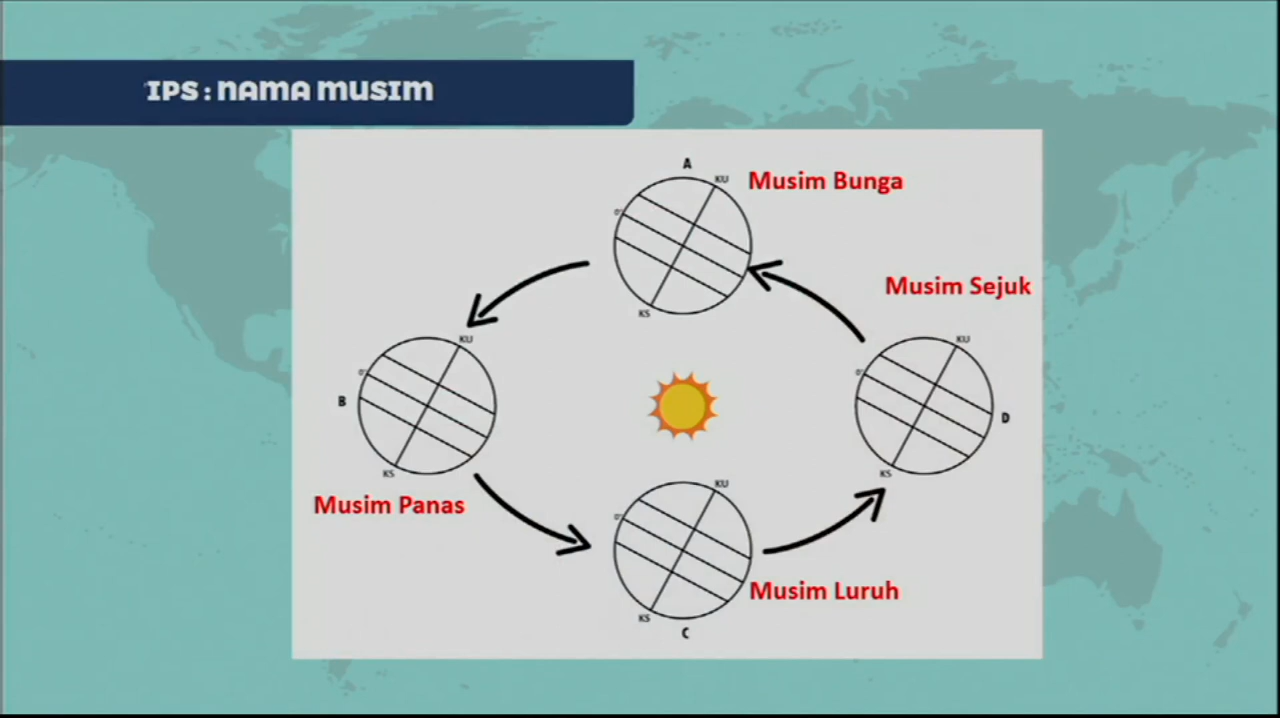 IPS : NAMA MUSIM
A
KU
Musim Bunga
0°
KS
Musim Sejuk
KU
0°
D
KS
KU
0°
B
KS
Musim Panas
KU
0°
Musim Luruh
KS
C